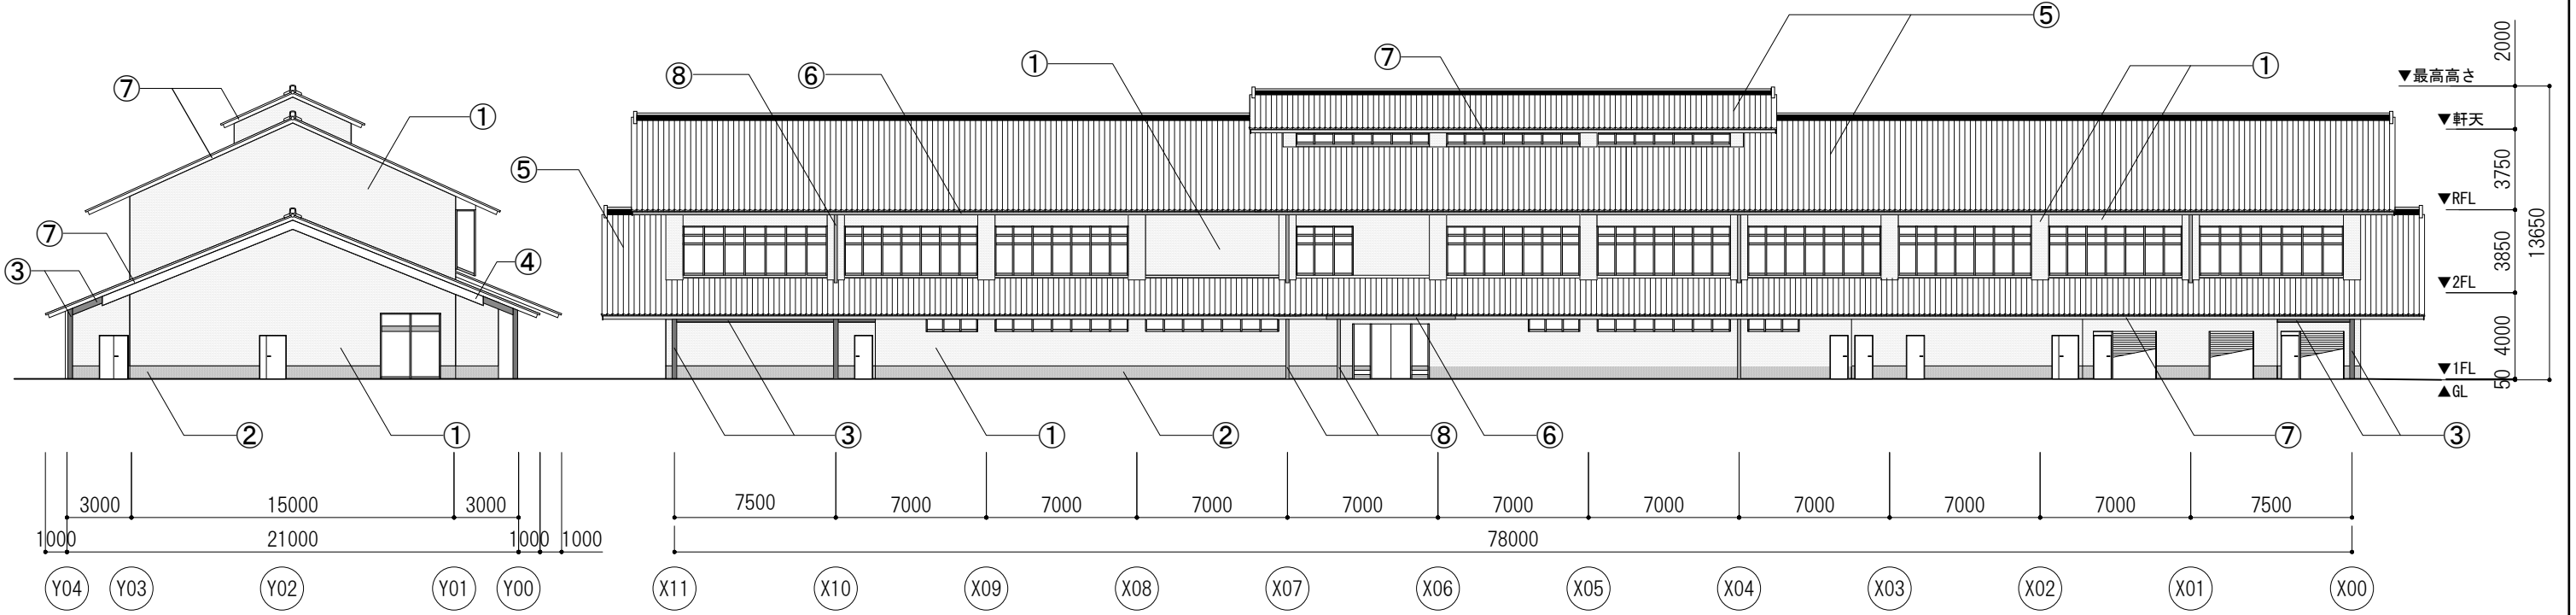 ⑤
2000
⑦
①
⑧
⑥
①
▼最高高さ
⑦
①
▼軒天
⑤
3750
▼RFL
13650
⑦
3850
③
④
▼2FL
4000
▼1FL
50
▲GL
②
①
③
①
②
⑧
⑥
⑦
③
3000
15000
3000
7500
7000
7000
7000
7000
7000
7000
7000
7000
7000
7500
1000
21000
1000
1000
78000
Y04
Y03
Y02
Y01
Y00
X11
X10
X09
X08
X07
X06
X05
X04
X03
X02
X01
X00